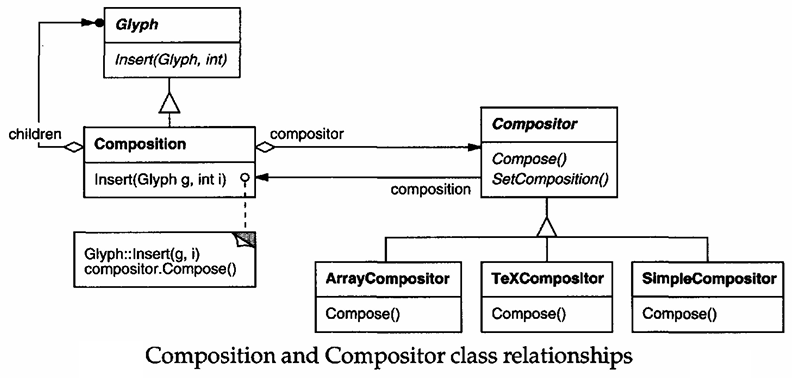 Glyph
Insert(Glyph, int)
children
Composition
compositor
Insert(Glyph g, int i)
Compositor
Compose()
SetComposition()
composition
Glyph::Insert(g, i)
compositor.Compose()
ArrayCompositor
TeXCompositor
SimpleCompositor
Compose()
Compose()
Compose()
Composition and Compositor class relationships